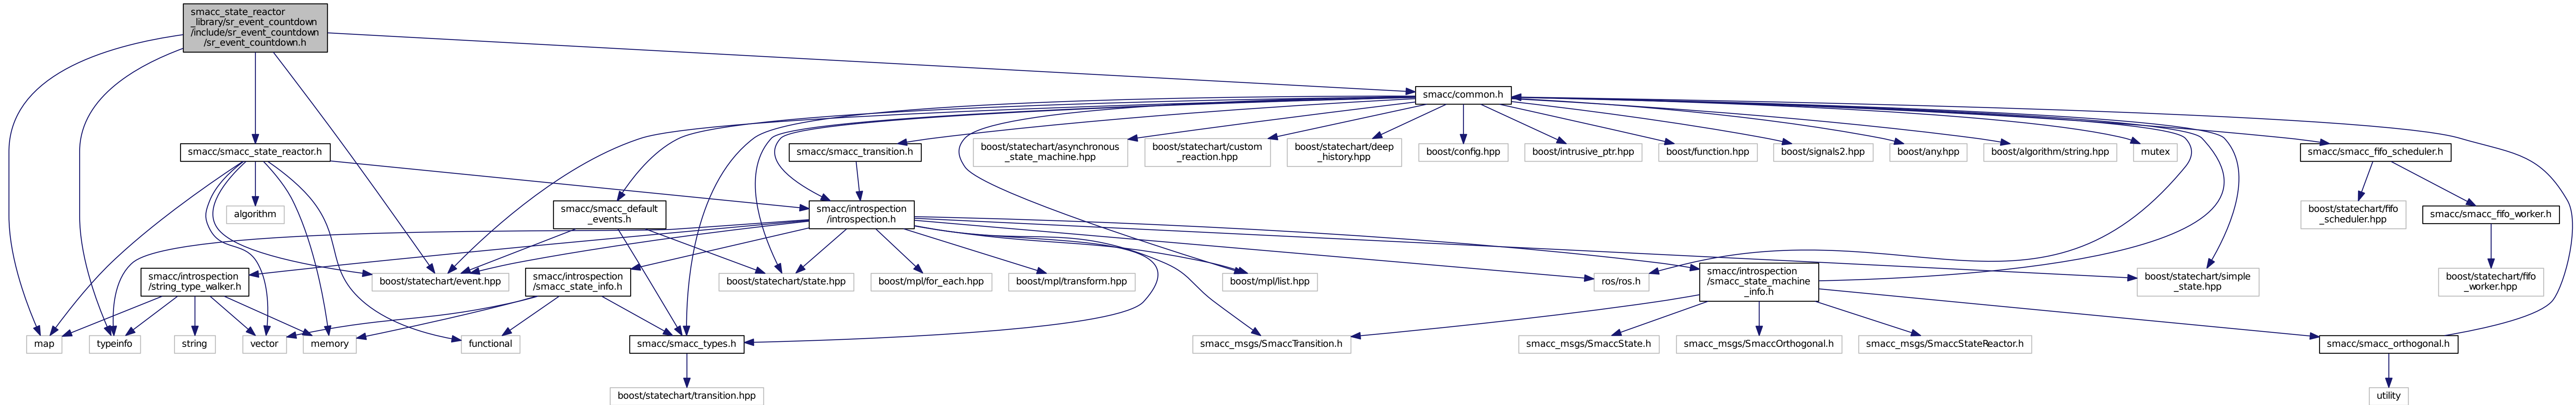 smacc_state_reactor
_library/sr_event_countdown
/include/sr_event_countdown
/sr_event_countdown.h
smacc/common.h
smacc/smacc_state_reactor.h
smacc/smacc_transition.h
boost/statechart/asynchronous
_state_machine.hpp
boost/statechart/custom
_reaction.hpp
boost/statechart/deep
_history.hpp
boost/config.hpp
boost/intrusive_ptr.hpp
boost/function.hpp
boost/signals2.hpp
boost/any.hpp
boost/algorithm/string.hpp
mutex
smacc/smacc_fifo_scheduler.h
algorithm
smacc/smacc_default
_events.h
smacc/introspection
/introspection.h
boost/statechart/fifo
_scheduler.hpp
smacc/smacc_fifo_worker.h
smacc/introspection
/string_type_walker.h
boost/statechart/event.hpp
smacc/introspection
/smacc_state_info.h
boost/statechart/state.hpp
boost/mpl/for_each.hpp
boost/mpl/transform.hpp
boost/mpl/list.hpp
ros/ros.h
smacc/introspection
/smacc_state_machine
_info.h
boost/statechart/simple
_state.hpp
boost/statechart/fifo
_worker.hpp
map
typeinfo
string
vector
memory
functional
smacc/smacc_types.h
smacc_msgs/SmaccTransition.h
smacc_msgs/SmaccState.h
smacc_msgs/SmaccOrthogonal.h
smacc_msgs/SmaccStateReactor.h
smacc/smacc_orthogonal.h
boost/statechart/transition.hpp
utility